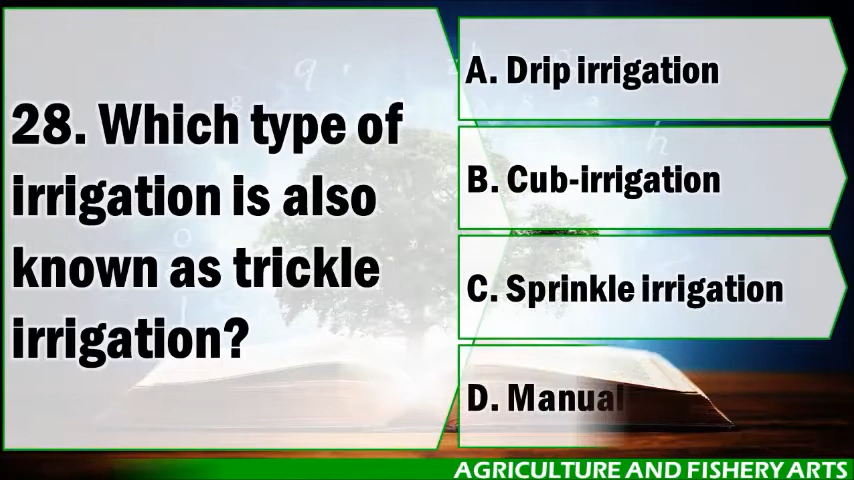 28. Which type of
irrigation is also
known as trickle
irrigation?
A. Drip irrigation
B. Cub-irrigation
C. Sprinkle irrigation
D. Manual
AGRICULTURE AND FISHERY ARTS